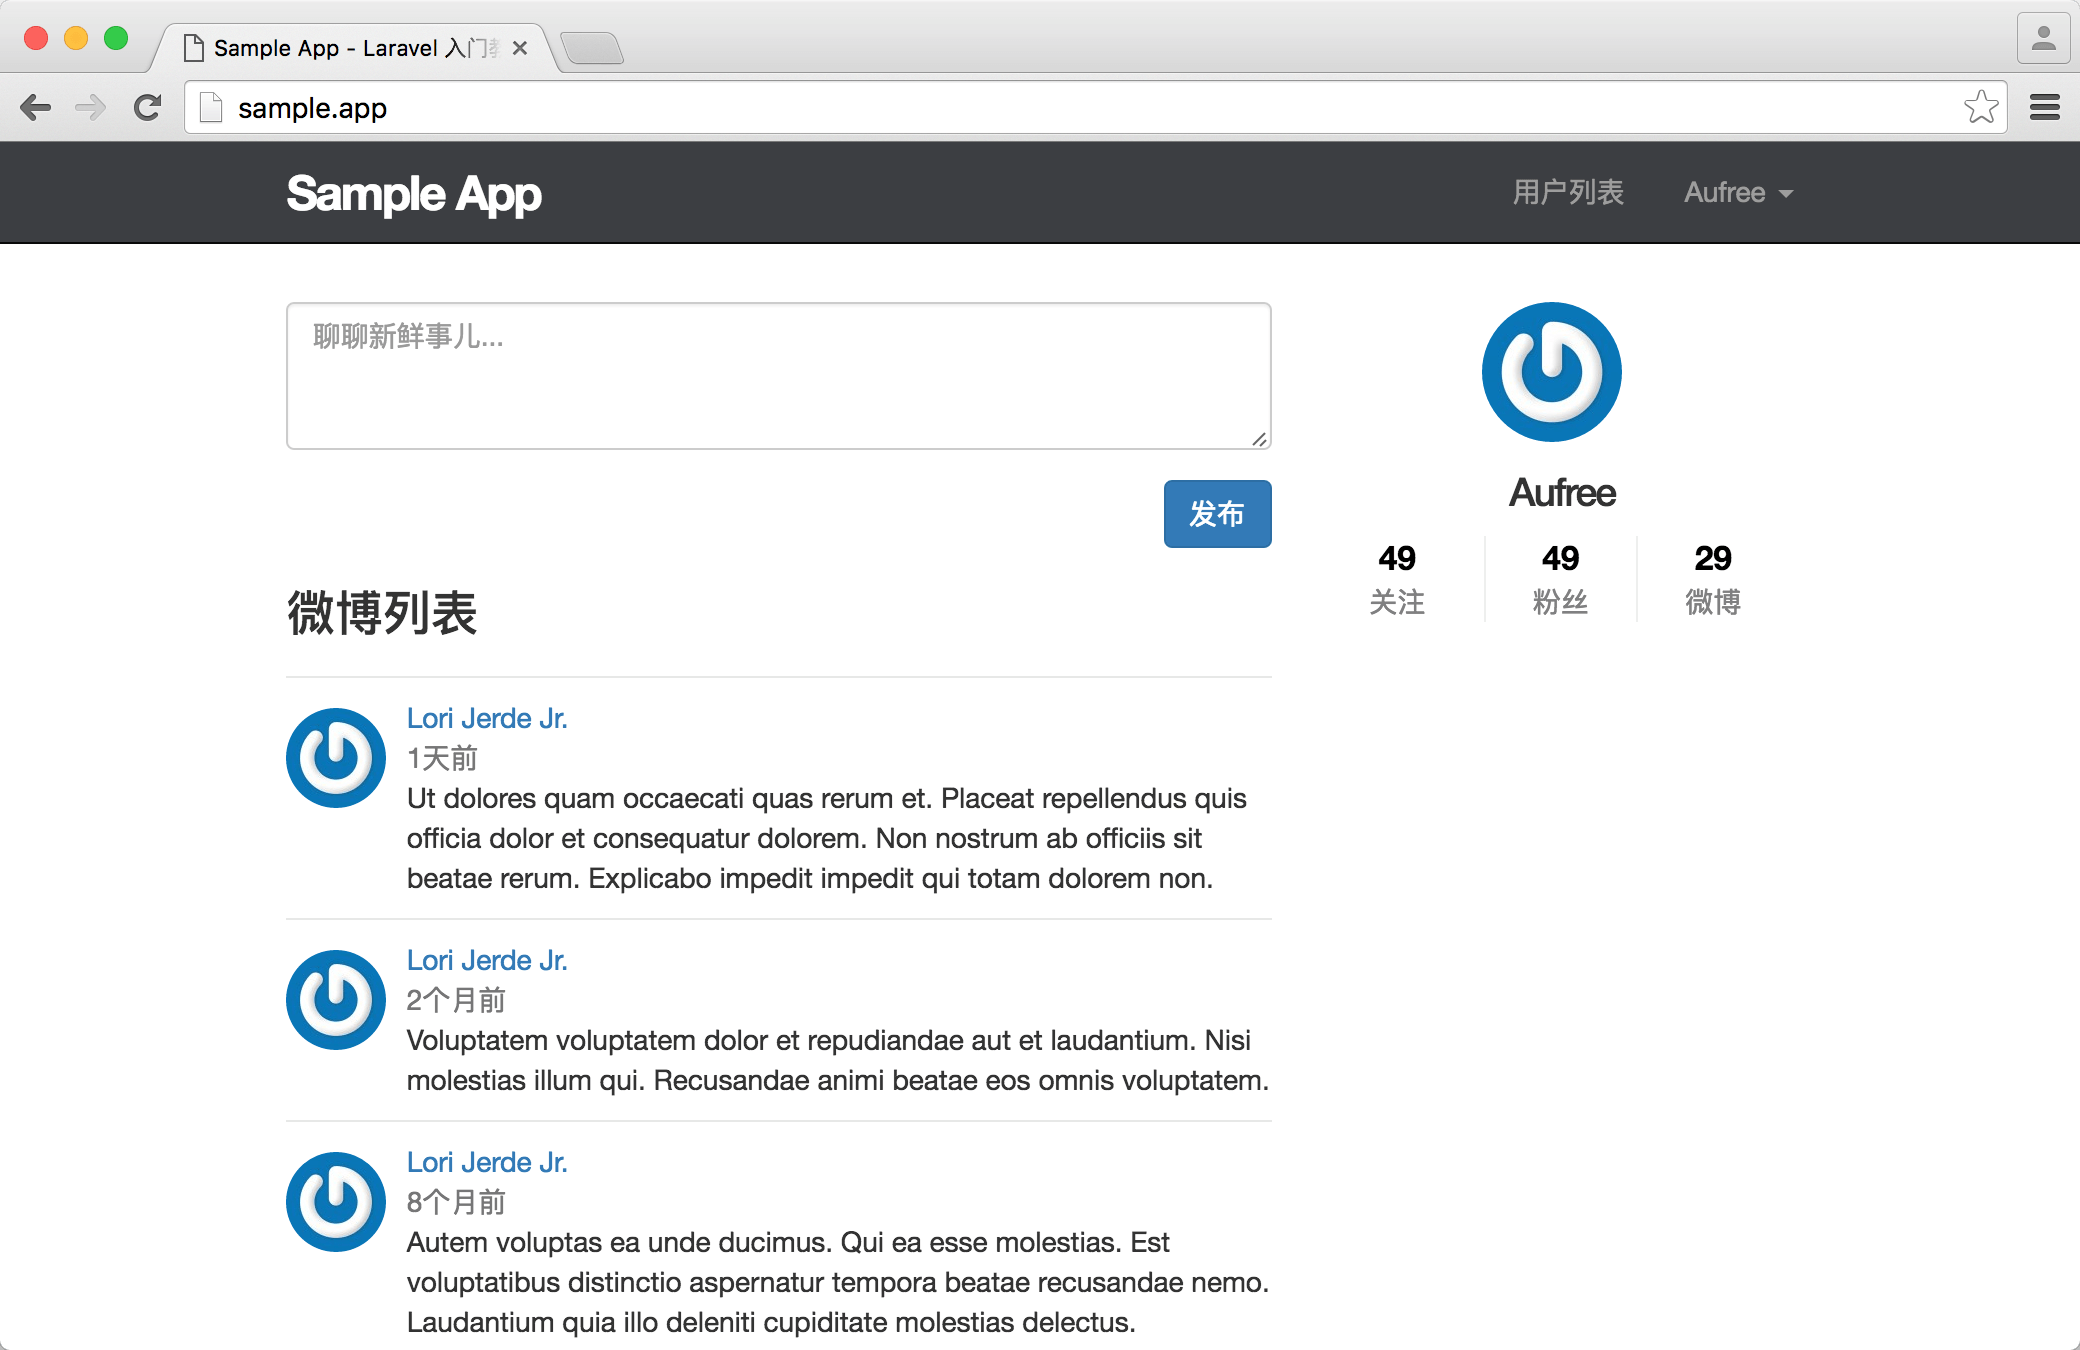 Sample App - Laravel 入门
sample.app
Sample App
用户列表
Aufree
聊聊新鲜事儿...
发布
Aufree
49
49
29
关注
粉丝
微博
微博列表
Lori Jerde Jr.
1天前
Ut dolores quam occaecati quas rerum et. Placeat repellendus quis
officia dolor et consequatur dolorem. Non nostrum ab officiis sit
beatae rerum. Explicabo impedit impedit qui totam dolorem non.
Lori Jerde Jr.
2个月前
Voluptatem voluptatem dolor et repudiandae aut et laudantium. Nisi
molestias illum qui. Recusandae animi beatae eos omnis voluptatem.
Lori Jerde Jr.
8个月前
Autem voluptas ea unde ducimus. Qui ea esse molestias. Est
voluptatibus distinctio aspernatur tempora beatae recusandae nemo.
Laudantium quia illo deleniti cupiditate molestias delectus.